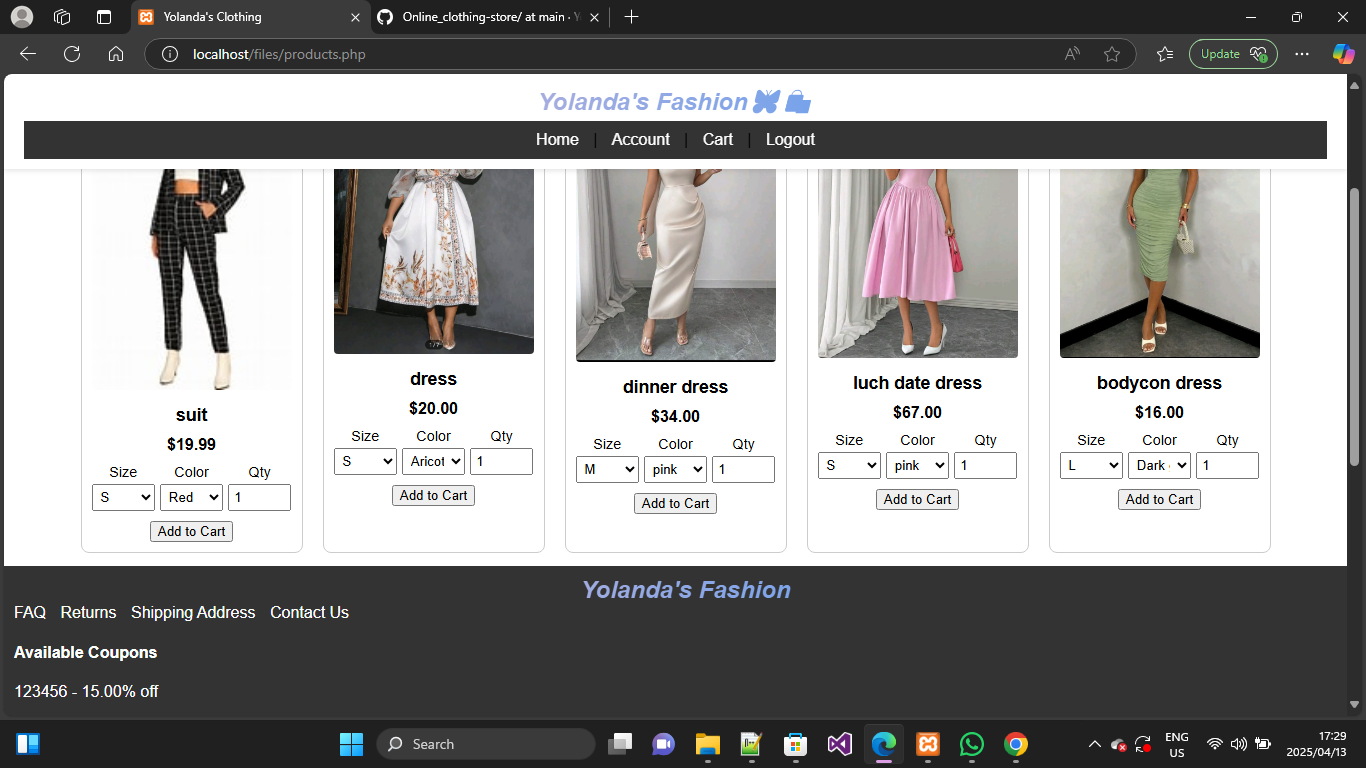 Yolanda's Clothing
Online_clothing-store/ at main · Y
localhost/files/products.php
Update
Yolanda's Fashion
Home | Account | Cart | Logout
suit
$19.99
Size Color Qty
S Red 1
Add to Cart
dress
$20.00
Size Color Qty
S Aricot 1
Add to Cart
dinner dress
$34.00
Size Color Qty
M pink 1
Add to Cart
luch date dress
$67.00
Size Color Qty
S pink 1
Add to Cart
bodycon dress
$16.00
Size Color Qty
L Dark 1
Add to Cart
Yolanda's Fashion
FAQ Returns Shipping Address Contact Us
Available Coupons
123456 - 15.00% off
Search
ENG
US
17:29
2025/04/13